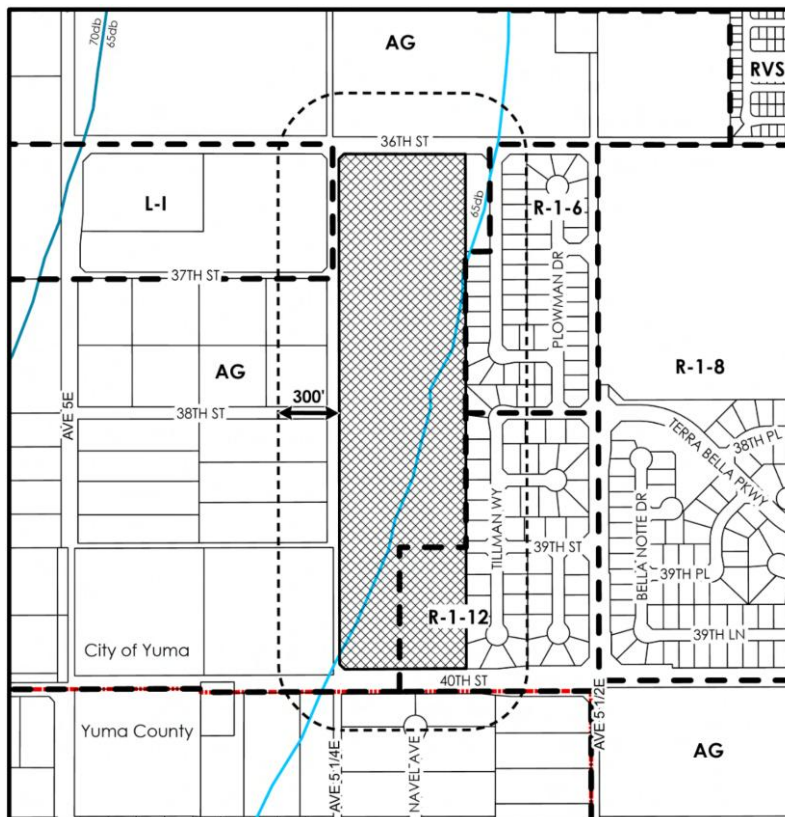 70db
65db
AG
RVS
36TH ST
L-I
65db
R-1-6
37TH ST
PLOWMAN DR
AG
R-1-8
300'
AVE 5E
38TH ST
TERRA BELLA PKWY
38TH PL
TILLMAN WY
BELLA NOTTE DR
39TH ST
39TH PL
R-1-12
39TH LN
City of Yuma
40TH ST
Yuma County
AVE 5 1/4E
NAVEL AVE
AVE 5 1/2E
AG